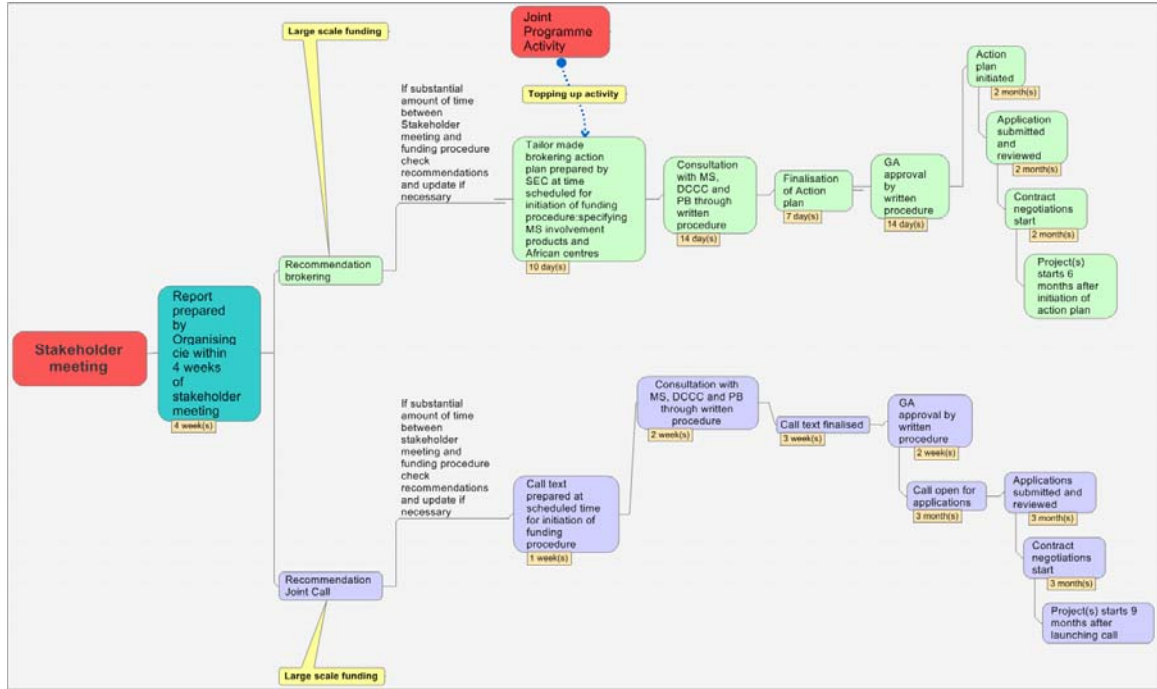 Large scale funding
Joint
Programme
Activity
Topping up activity
If substantial
amount of time
between
Stakeholder
meeting and
funding procedure
check
recommendations
and update if
necessary
Tailor made
brokering action
plan prepared by
SEC at time
scheduled for
initiation of funding
procedure:specifying
MS involvement
products and
African centres
10 day(s)
Consultation
with MS,
DCCC and
PB through
written
procedure
14 day(s)
Finalisation
of Action
plan
7 day(s)
GA
approval
by
written
procedure
14 day(s)
Action
plan
initiated
2 month(s)
Application
submitted
and
reviewed
2 month(s)
Contract
negotiations
start
2 month(s)
Project(s)
starts 6
months after
initiation of
action plan
Recommendation
brokering
Stakeholder
meeting
Report
prepared
by
Organising
cie within
4 weeks
of
stakeholder
meeting
4 week(s)
If substantial
amount of time
between
stakeholder
meeting and
funding procedure
check
recommendations
and update if
necessary
Call text
prepared at
scheduled time
for initiation of
funding
procedure
1 week(s)
Consultation with
MS, DCCC and PB
through written
procedure
2 week(s)
Call text finalised
3 week(s)
GA
approval by
written
procedure
2 week(s)
Call open for
applications
3 month(s)
Applications
submitted and
reviewed
3 month(s)
Contract
negotiations
start
3 month(s)
Project(s) starts 9
months after
launching call
Recommendation
Joint Call
Large scale funding